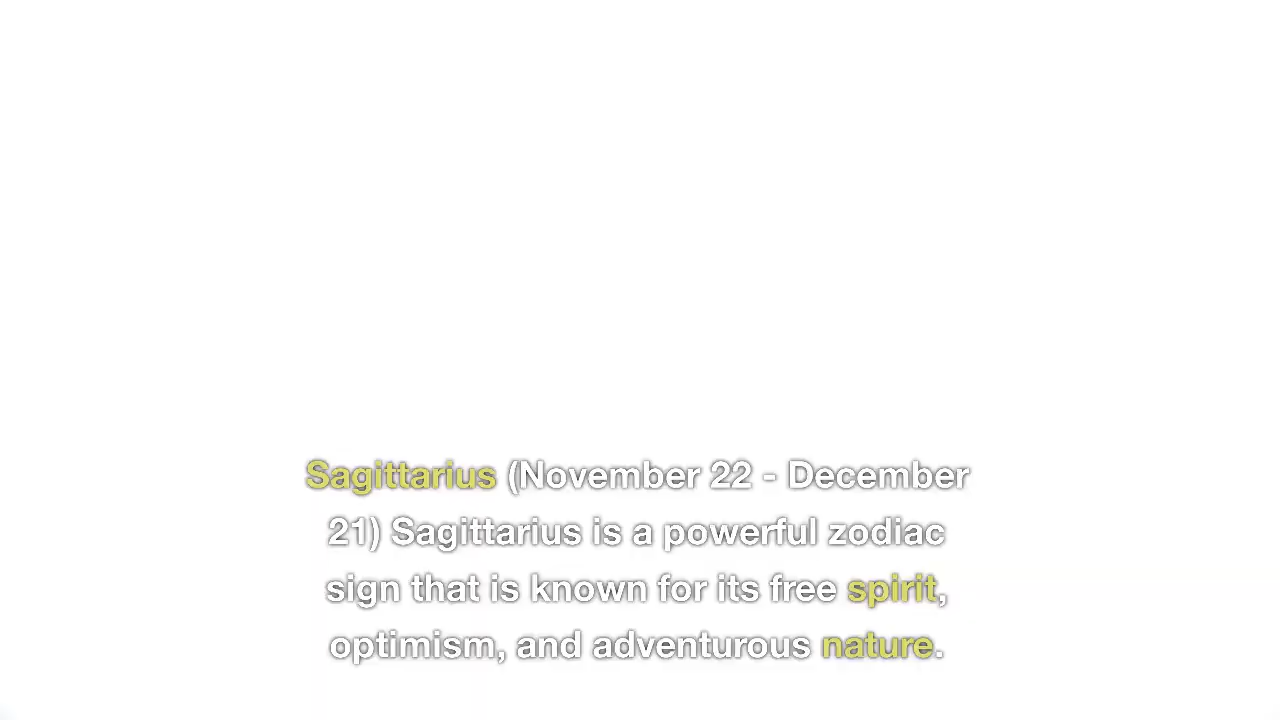 Sagittarius (November 22 - December
21) Sagittarius is a powerful zodiac
sign that is known for its free spirit,
optimism, and adventurous nature.